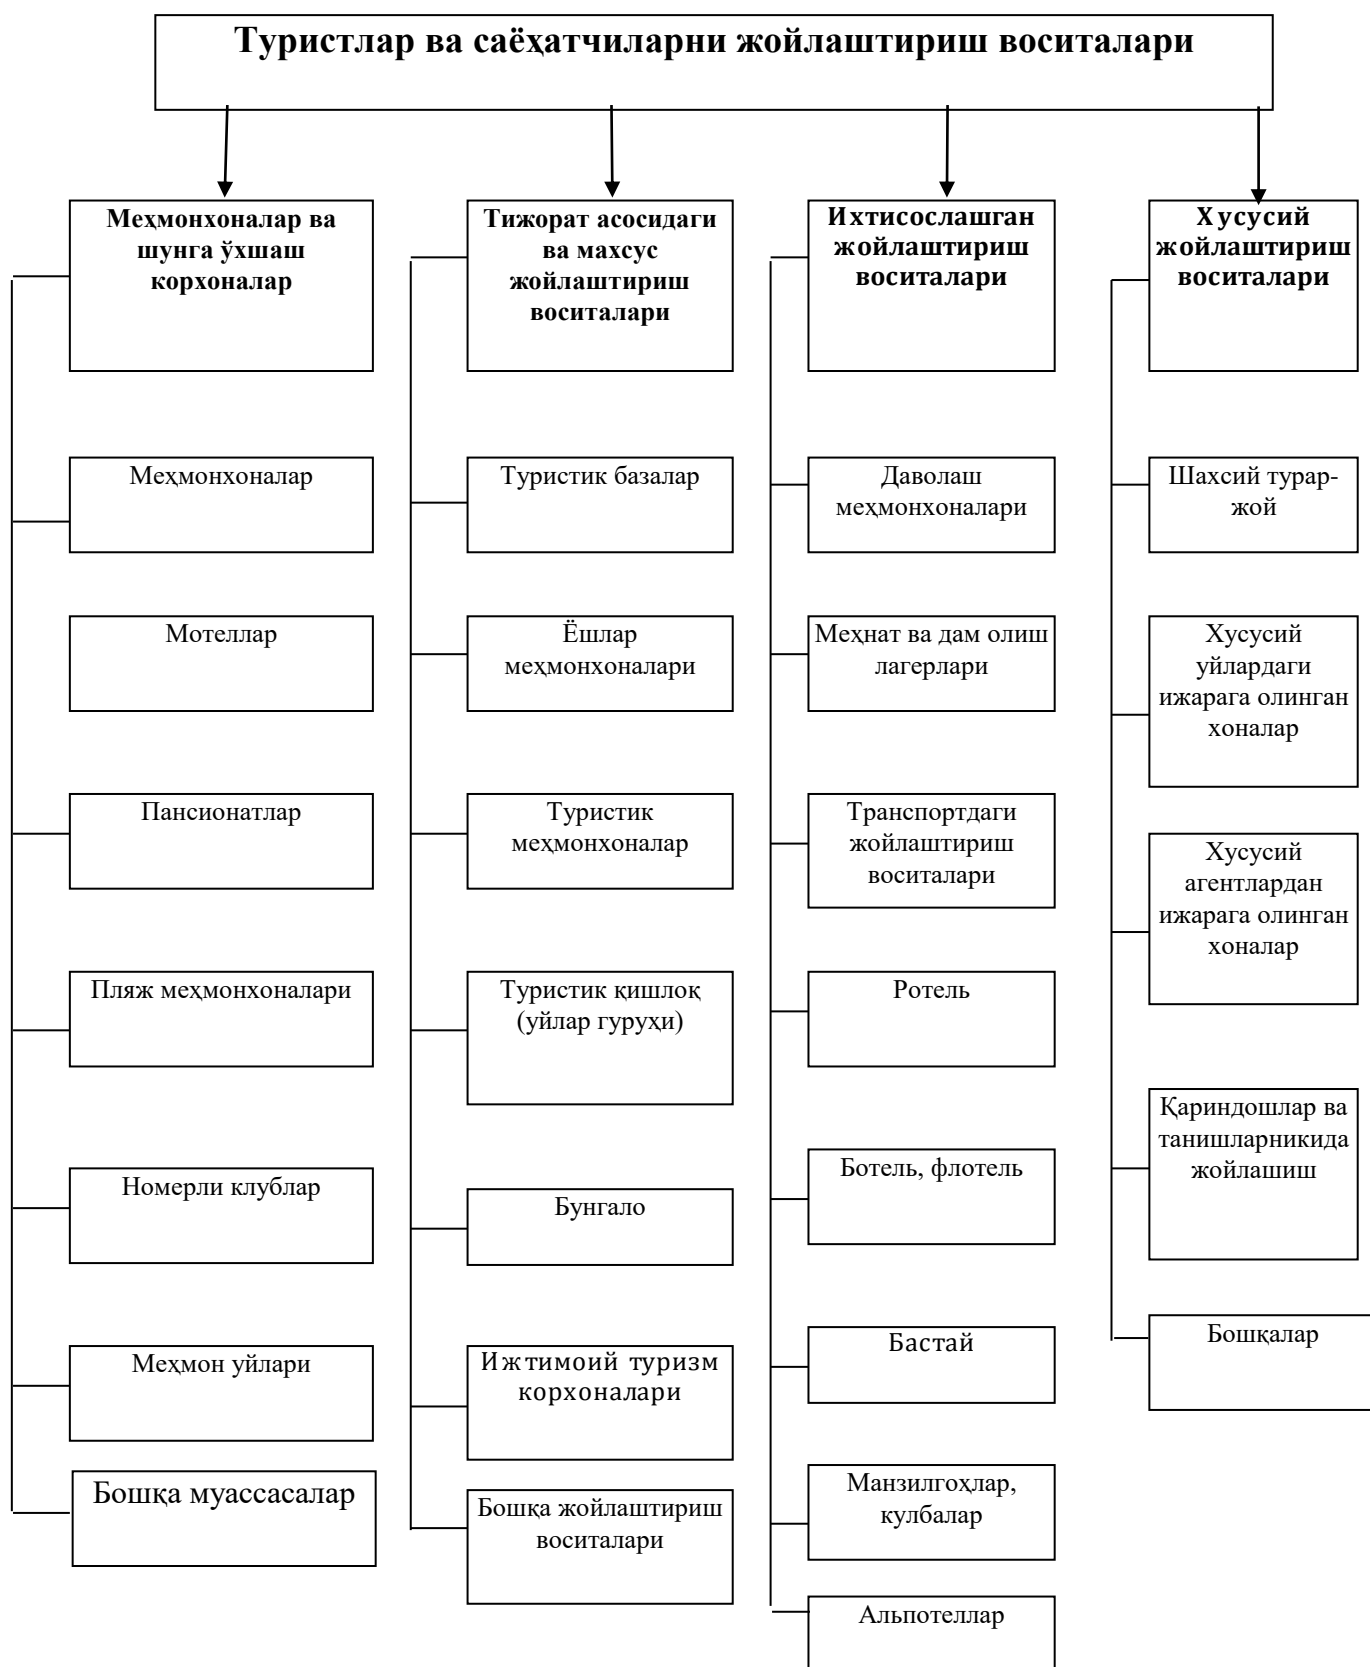 Туристлар ва саёҳатчиларни жойлаштириш воситалари
Меҳмонхоналар ва
шунга ўхшаш
корхоналар
Меҳмонхоналар
Мотеллар
Пансионатлар
Пляж меҳмонхоналари
Номерли клублар
Меҳмон уйлари
Бошқа муассасалар
Тижорат асосидаги
ва махсус
жойлаштириш
воситалари
Туристик базалар
Ёшлар
меҳмонхоналари
Туристик
меҳмонхоналар
Туристик қишлоқ
(уйлар гуруҳи)
Бунгало
Ижтимоий туризм
корхоналари
Бошқа жойлаштириш
воситалари
Ихтисослашган
жойлаштириш
воситалари
Даволаш
меҳмонхоналари
Меҳнат ва дам олиш
лагерлари
Транспортдаги
жойлаштириш
воситалари
Ротель
Ботель, флотель
Бастай
Манзилгоҳлар,
кулбалар
Альпотеллар
Хусусий
жойлаштириш
воситалари
Шахсий турар-
жой
Хусусий
уйлардаги
ижарага олинган
хоналар
Хусусий
агентлардан
ижарага олинган
хоналар
Қариндошлар ва
танишларникида
жойлашиш
Бошқалар